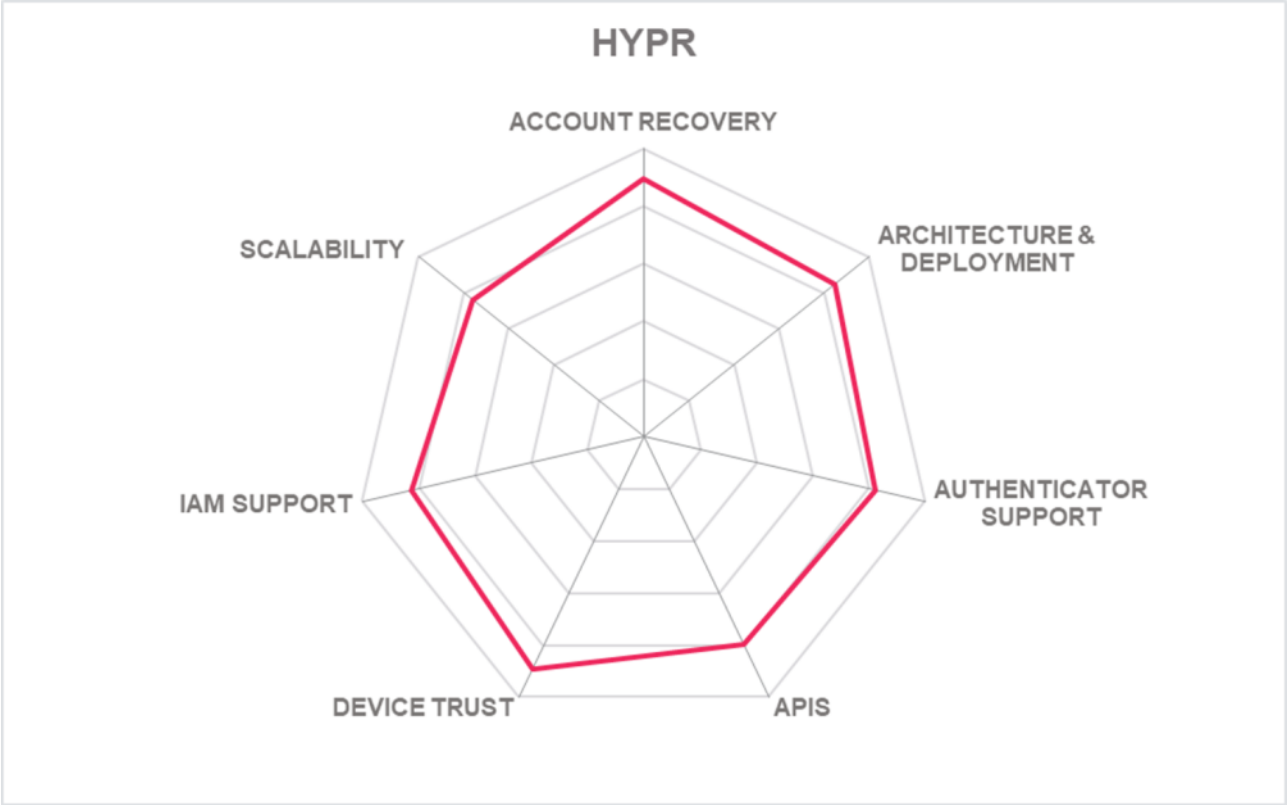 HYPR
ACCOUNT RECOVERY
ARCHITECTURE &
DEPLOYMENT
SCALABILITY
AUTHENTICATOR
SUPPORT
IAM SUPPORT
DEVICE TRUST
APIS